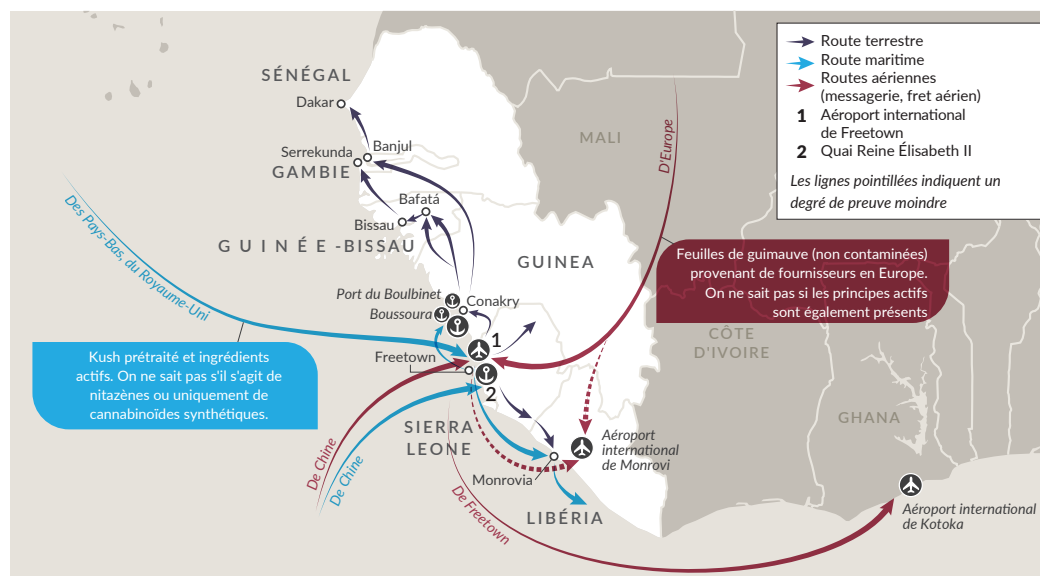 Route terrestre
Route maritime
Routes aériennes
(messagerie, fret aérien)
1 Aéroport international
de Freetown
2 Quai Reine Élisabeth II
Les lignes pointillées indiquent un
degré de preuve moindre
SÉNÉGAL
Dakar
Banjul
Serrekunda
GAMBIE
Bafatá
Bissau
GUINÉE-BISSAU
MALI
D'Europe
GUINEA
Des Pays-Bas, du Royaume-Uni
Port du Boulbinet
Conakry
Boussoura
1
Freetown
2
Feuilles de guimauve (non contaminées)
provenant de fournisseurs en Europe.
On ne sait pas si les principes actifs
sont également présents
Kush prétraité et ingrédients
actifs. On ne sait pas s'il s'agit de
nitazènes ou uniquement de
cannabinoïdes synthétiques.
CÔTE
D'IVOIRE
GHANA
SIERRA
LEONE
De Chine
De Chine
Aéroport
international
de Monrovi
Monrovia
De Freetown
LIBÉRIA
Aéroport international
de Kotoka